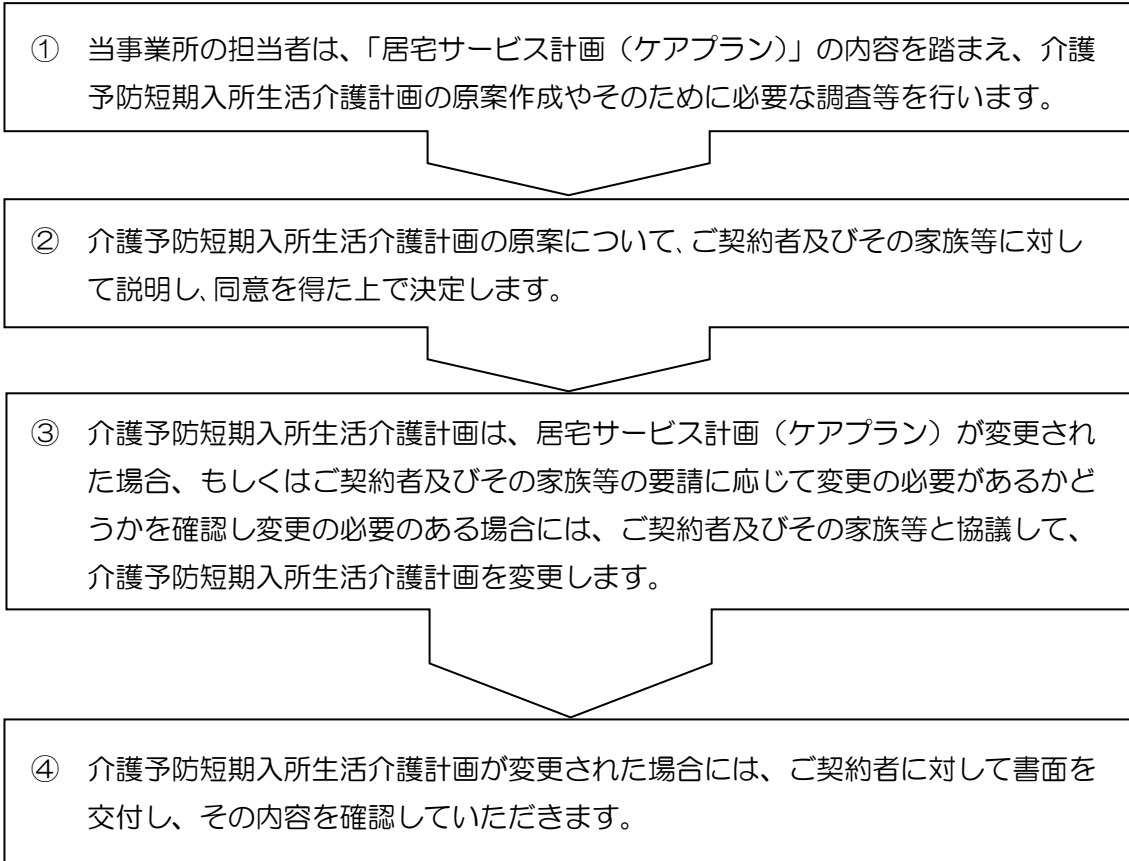 ① 当事業所の担当者は、「居宅サービス計画（ケアプラン）」の内容を踏まえ、介護
予防短期入所生活介護計画の原案作成やそのために必要な調査等を行います。
② 介護予防短期入所生活介護計画の原案について、ご契約者及びその家族等に対し
て説明し、同意を得た上で決定します。
③ 介護予防短期入所生活介護計画は、居宅サービス計画（ケアプラン）が変更され
た場合、もしくはご契約者及びその家族等の要請に応じて変更の必要があるかど
うかを確認し変更の必要のある場合には、ご契約者及びその家族等と協議して、
介護予防短期入所生活介護計画を変更します。
④ 介護予防短期入所生活介護計画が変更された場合には、ご契約者に対して書面を
交付し、その内容を確認していただきます。